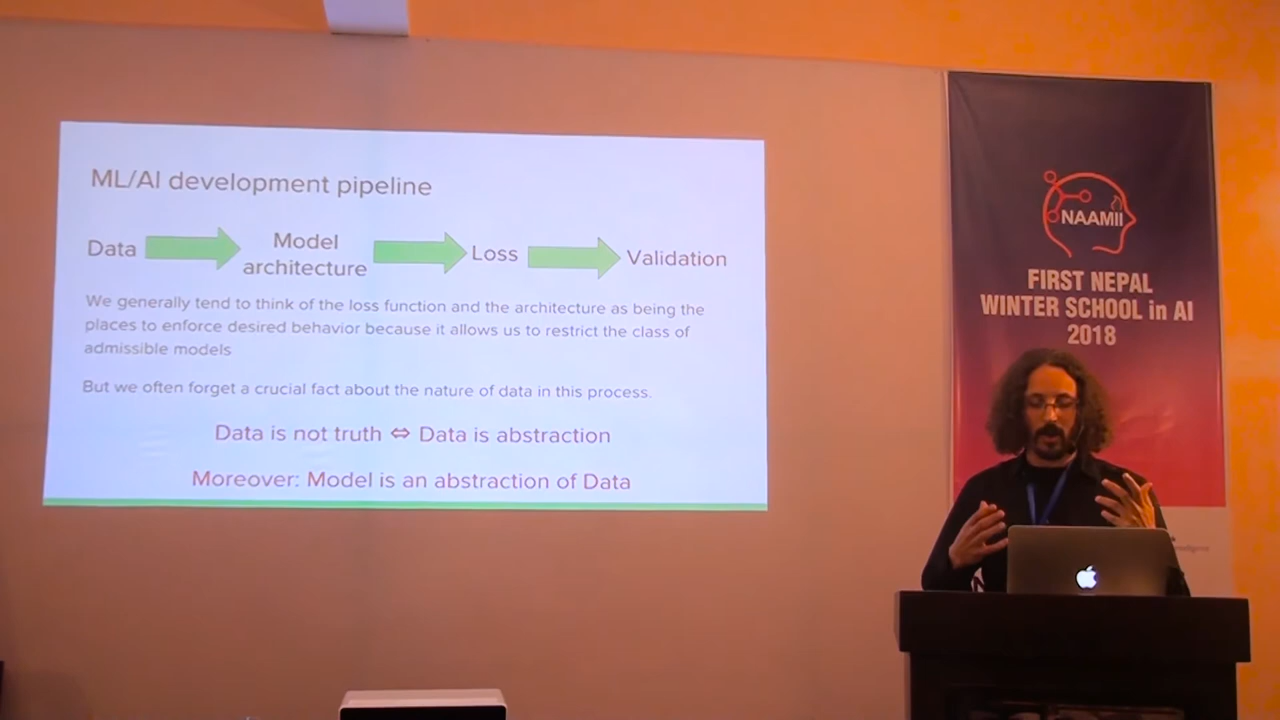 ML/AI development pipeline
Data
Model
architecture
Loss
Validation
We generally tend to think of the loss function and the architecture as being the
places to enforce desired behavior because it allows us to restrict the class of
admissible models
But we often forget a crucial fact about the nature of data in this process.
Data is not truth ⇔ Data is abstraction
Moreover: Model is an abstraction of Data
NAAMII
FIRST NEPAL
WINTER SCHOOL in AI
2018